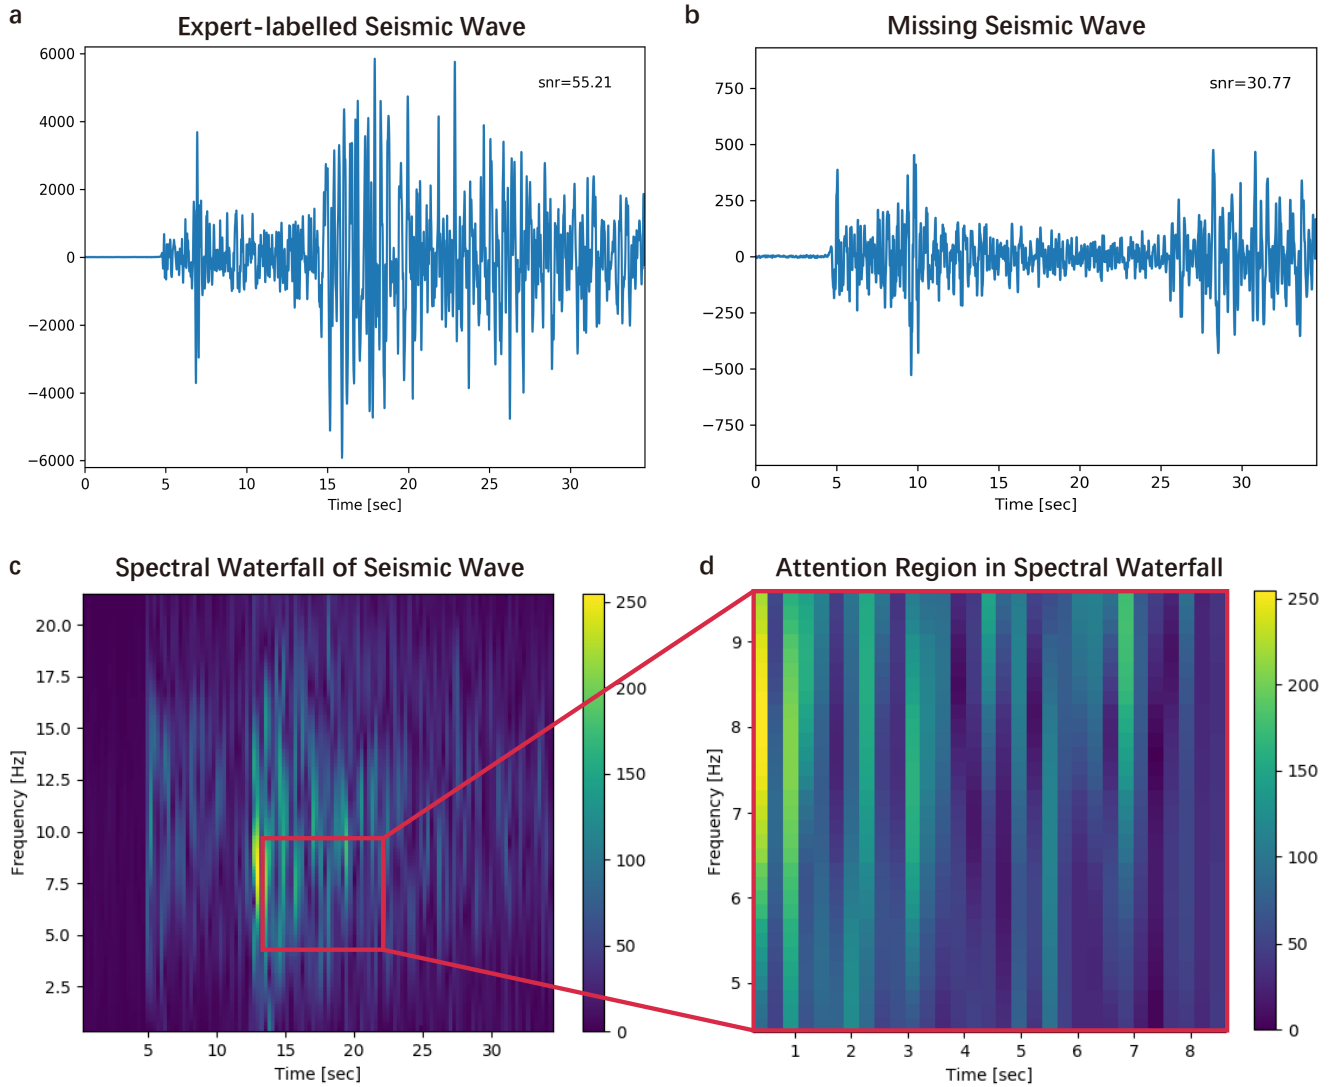 a
Expert-labelled Seismic Wave
snr=55.21
6000
4000
2000
0
−2000
−4000
−6000
0 5 10 15 20 25 30
Time [sec]
b
Missing Seismic Wave
snr=30.77
750
500
250
0
−250
−500
−750
0 5 10 15 20 25 30
Time [sec]
c
Spectral Waterfall of Seismic Wave
Frequency [Hz]
20.0
17.5
15.0
12.5
10.0
7.5
5.0
2.5
5 10 15 20 25 30
Time [sec]
250
200
150
100
50
0
d
Attention Region in Spectral Waterfall
Frequency [Hz]
9
8
7
6
5
1 2 3 4 5 6 7 8
Time [sec]
250
200
150
100
50
0